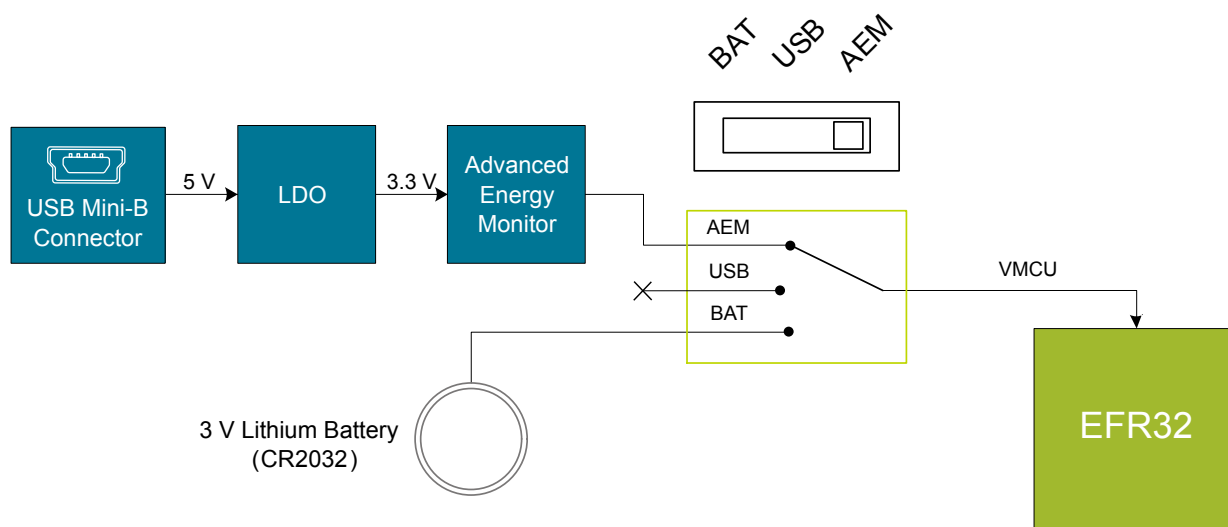 BAT
USB
AEM
USB Mini-B
Connector
5 V
LDO
3.3 V
Advanced
Energy
Monitor
AEM
USB
BAT
VMCU
3 V Lithium Battery
(CR2032)
EFR32